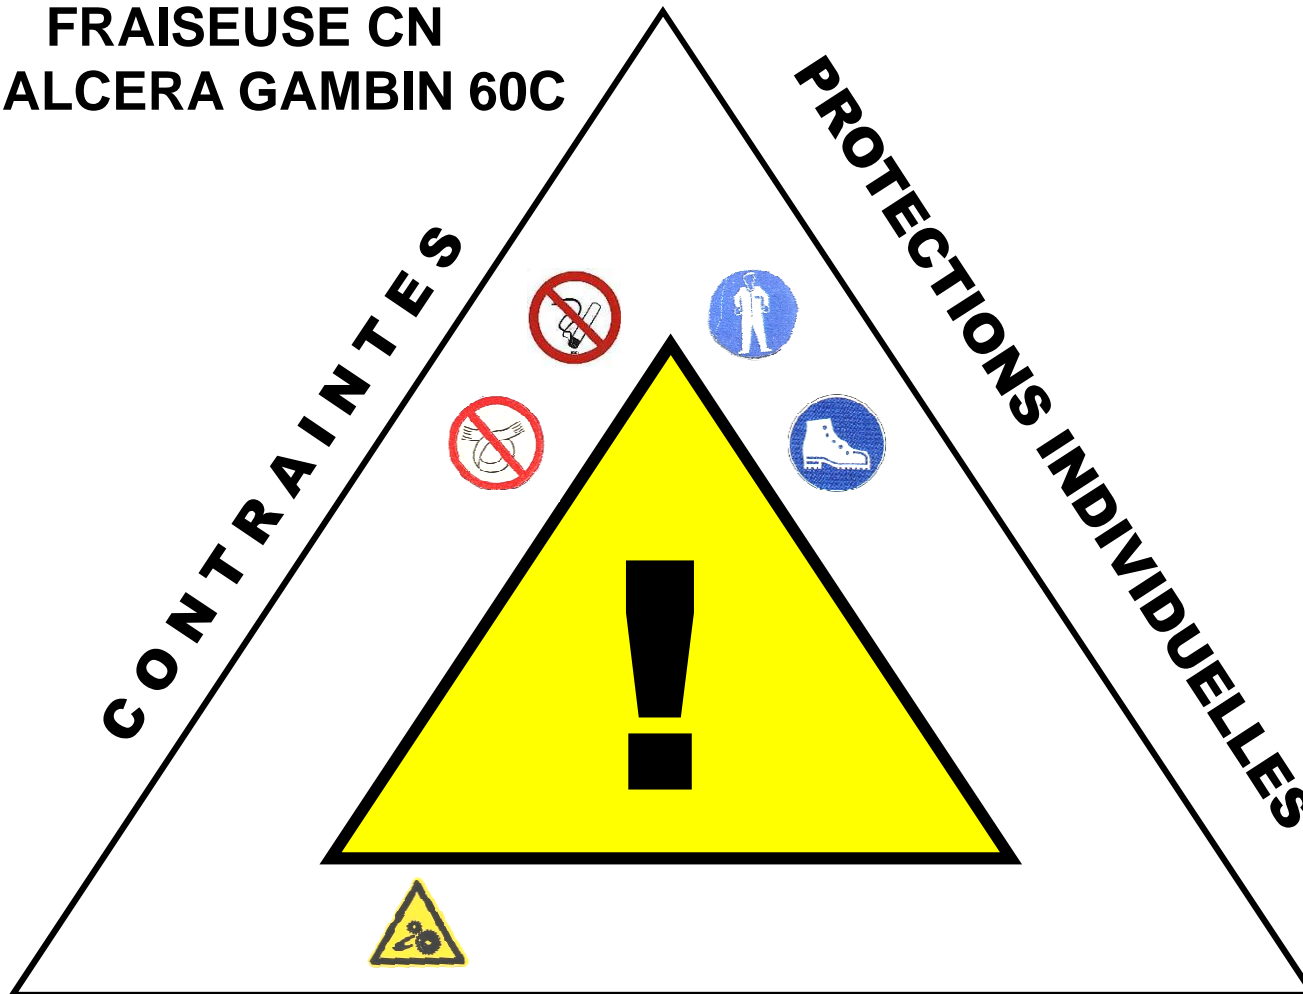 FRAISEUSE CN
ALCERA GAMBIN 60C
CONTRAINTES
PROTECTIONS INDIVIDUELLES
!